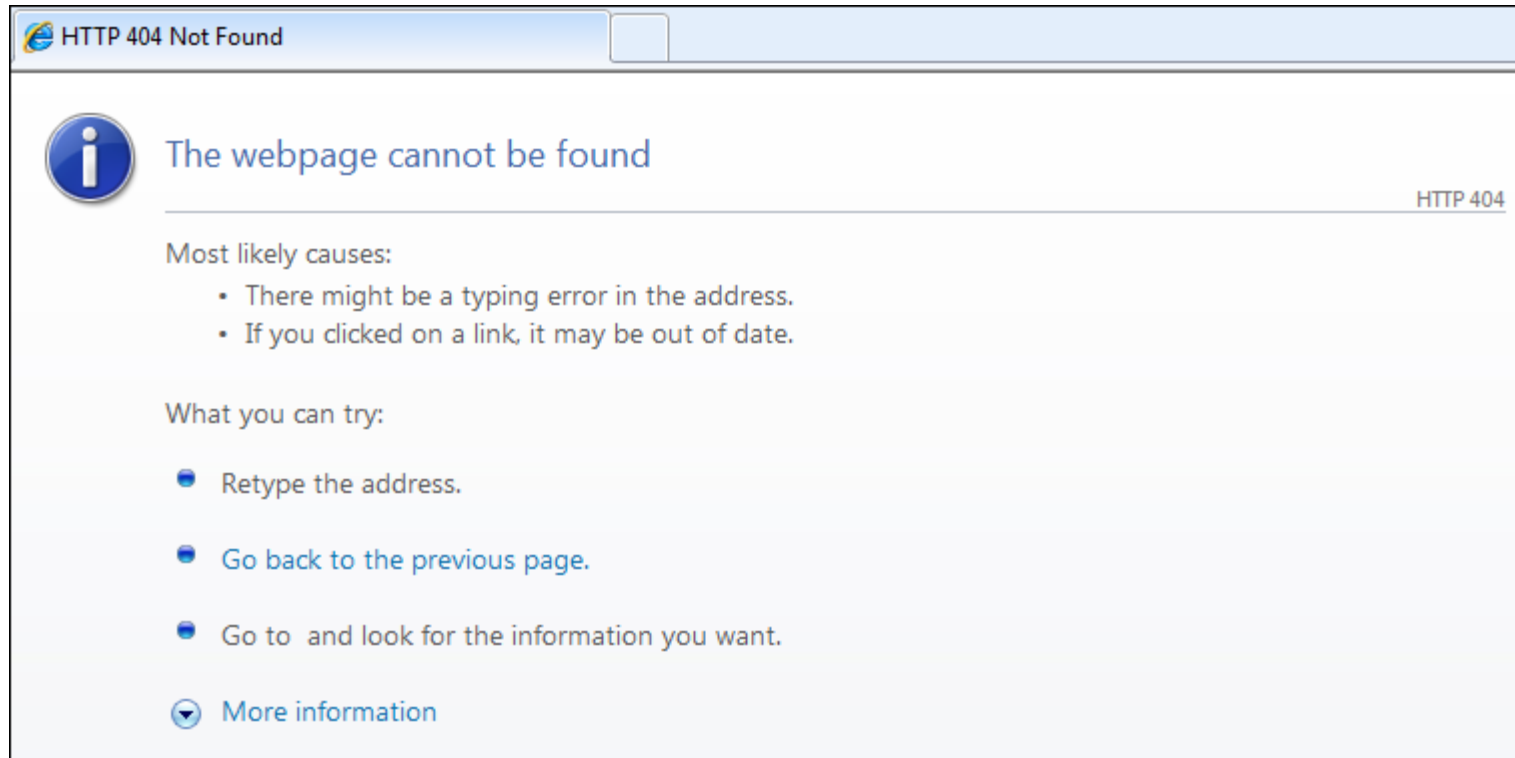 HTTP 404 Not Found
The webpage cannot be found
HTTP 404
Most likely causes:
• There might be a typing error in the address.
• If you clicked on a link, it may be out of date.
What you can try:
Retype the address.
Go back to the previous page.
Go to  and look for the information you want.
More information